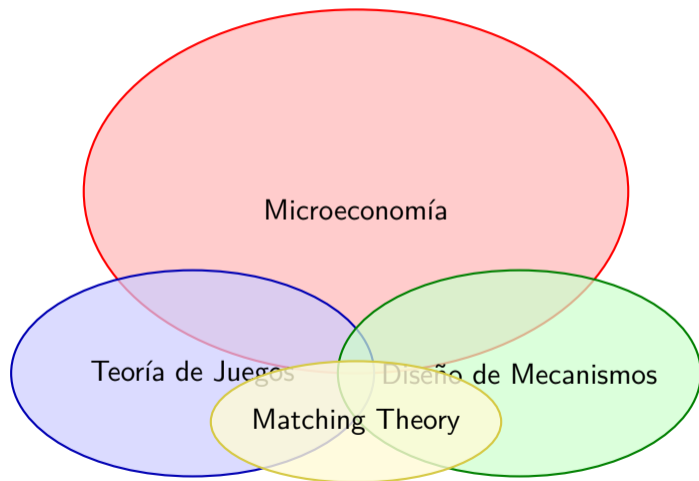 Microeconomía
Teoría de Juegos
Diseño de Mecanismos
Matching Theory